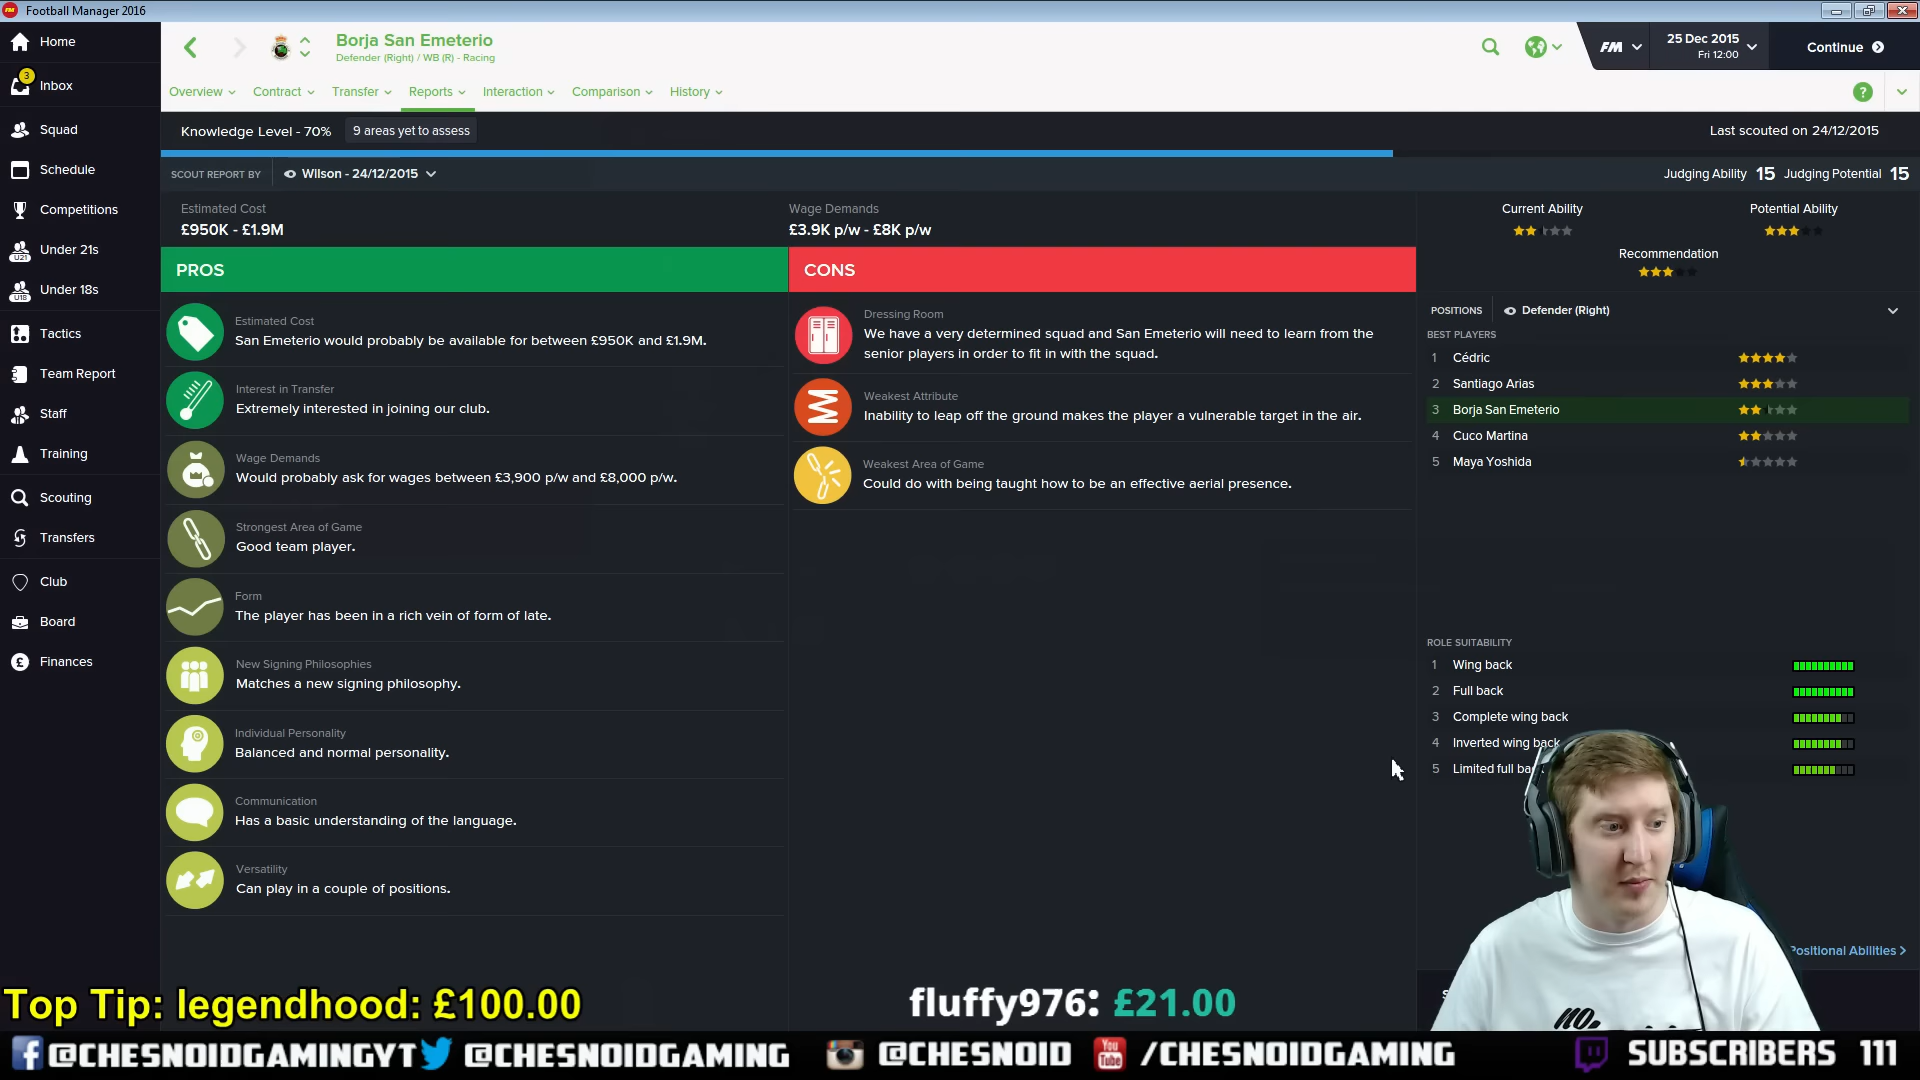 Football Manager 2016
Home
3
Inbox
Squad
Schedule
Competitions
U21
Under 21s
U18
Under 18s
Tactics
Team Report
Staff
Training
Scouting
Transfers
Club
Board
£ Finances
Borja San Emeterio
Defender (Right) / WB (R) - Racing
FM
25 Dec 2015
Fri 12:00
Continue
Overview
Contract
Transfer
Reports
Interaction
Comparison
History
?
Knowledge Level - 70%
9 areas yet to assess
Last scouted on 24/12/2015
SCOUT REPORT BY
Wilson - 24/12/2015
Judging Ability 15 Judging Potential 15
Estimated Cost
£950K - £1.9M
Wage Demands
£3.9K p/w - £8K p/w
PROS
Estimated Cost
San Emeterio would probably be available for between £950K and £1.9M.
Interest in Transfer
Extremely interested in joining our club.
Wage Demands
Would probably ask for wages between £3,900 p/w and £8,000 p/w.
Strongest Area of Game
Good team player.
Form
The player has been in a rich vein of form of late.
New Signing Philosophies
Matches a new signing philosophy.
Individual Personality
Balanced and normal personality.
Communication
Has a basic understanding of the language.
Versatility
Can play in a couple of positions.
CONS
Dressing Room
We have a very determined squad and San Emeterio will need to learn from the
senior players in order to fit in with the squad.
Weakest Attribute
Inability to leap off the ground makes the player a vulnerable target in the air.
Weakest Area of Game
Could do with being taught how to be an effective aerial presence.
Current Ability
Potential Ability
Recommendation
POSITIONS
Defender (Right)
BEST PLAYERS
1 Cédric
2 Santiago Arias
3 Borja San Emeterio
4 Cuco Martina
5 Maya Yoshida
ROLE SUITABILITY
1 Wing back
2 Full back
3 Complete wing back
4 Inverted wing back
5 Limited full ba
Positional Abilities >
NO.
Top Tip: legendhood: £100.00
fluffy976: £21.00
@CHESNOIDGAMINGYT
@CHESNOIDGAMING
@CHESNOID
You Tube
/CHESNOIDGAMING
SUBSCRIBERS 111